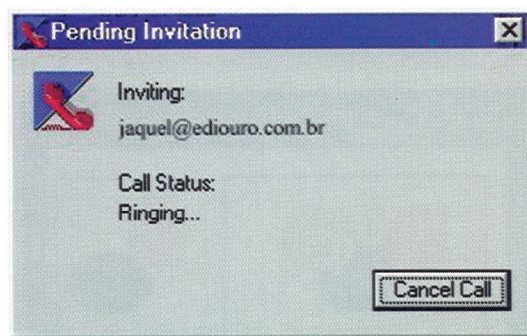 Pending Invitation
Inviting:
jaquel@ediouro.com.br
Call Status:
Ringing...
Cancel Call